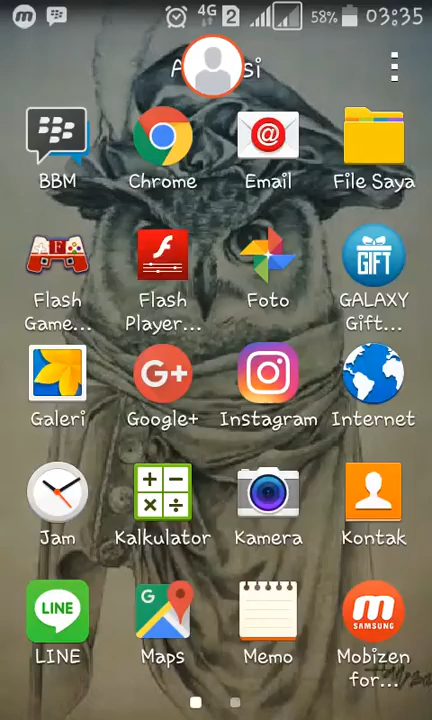 4G 2 58% 03:35
A si
BBM Chrome Email File Saya
Flash Game... Flash Player... Foto GALAXY Gift...
GIFT
Galeri Google+ Instagram Internet
Jam Kalkulator Kamera Kontak
LINE
SAMSUNG
LINE Maps Memo Mobizen for...